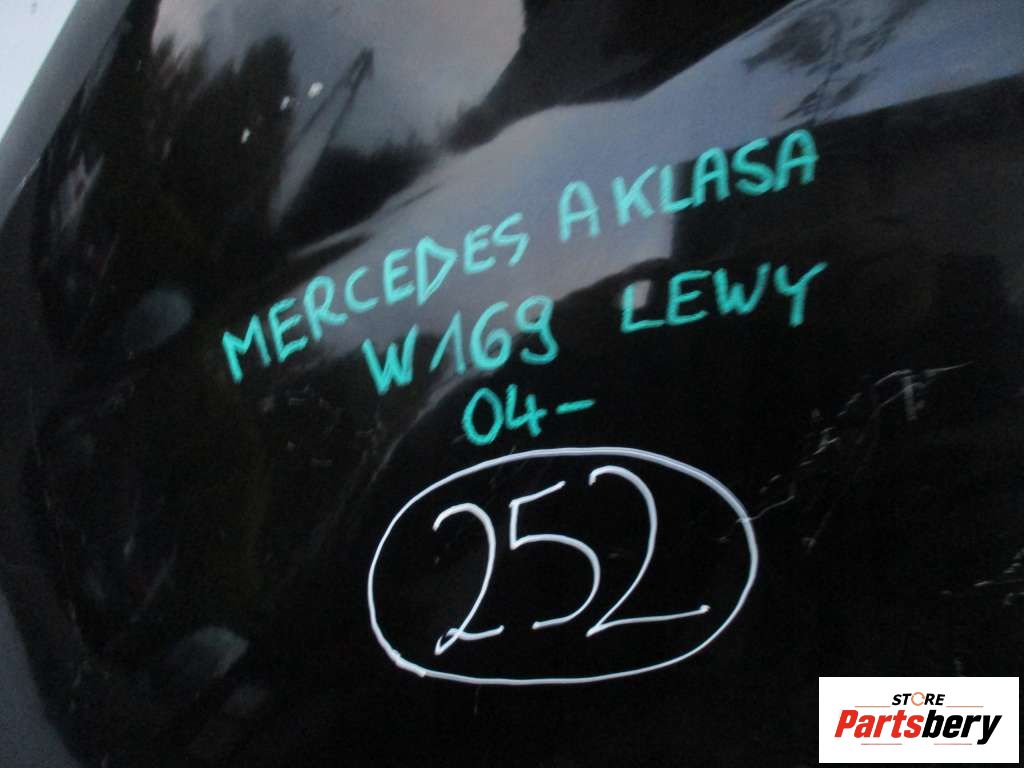 MERCEDES A KLASA
W169 LEWY
04-
252
STORE
Partsbery